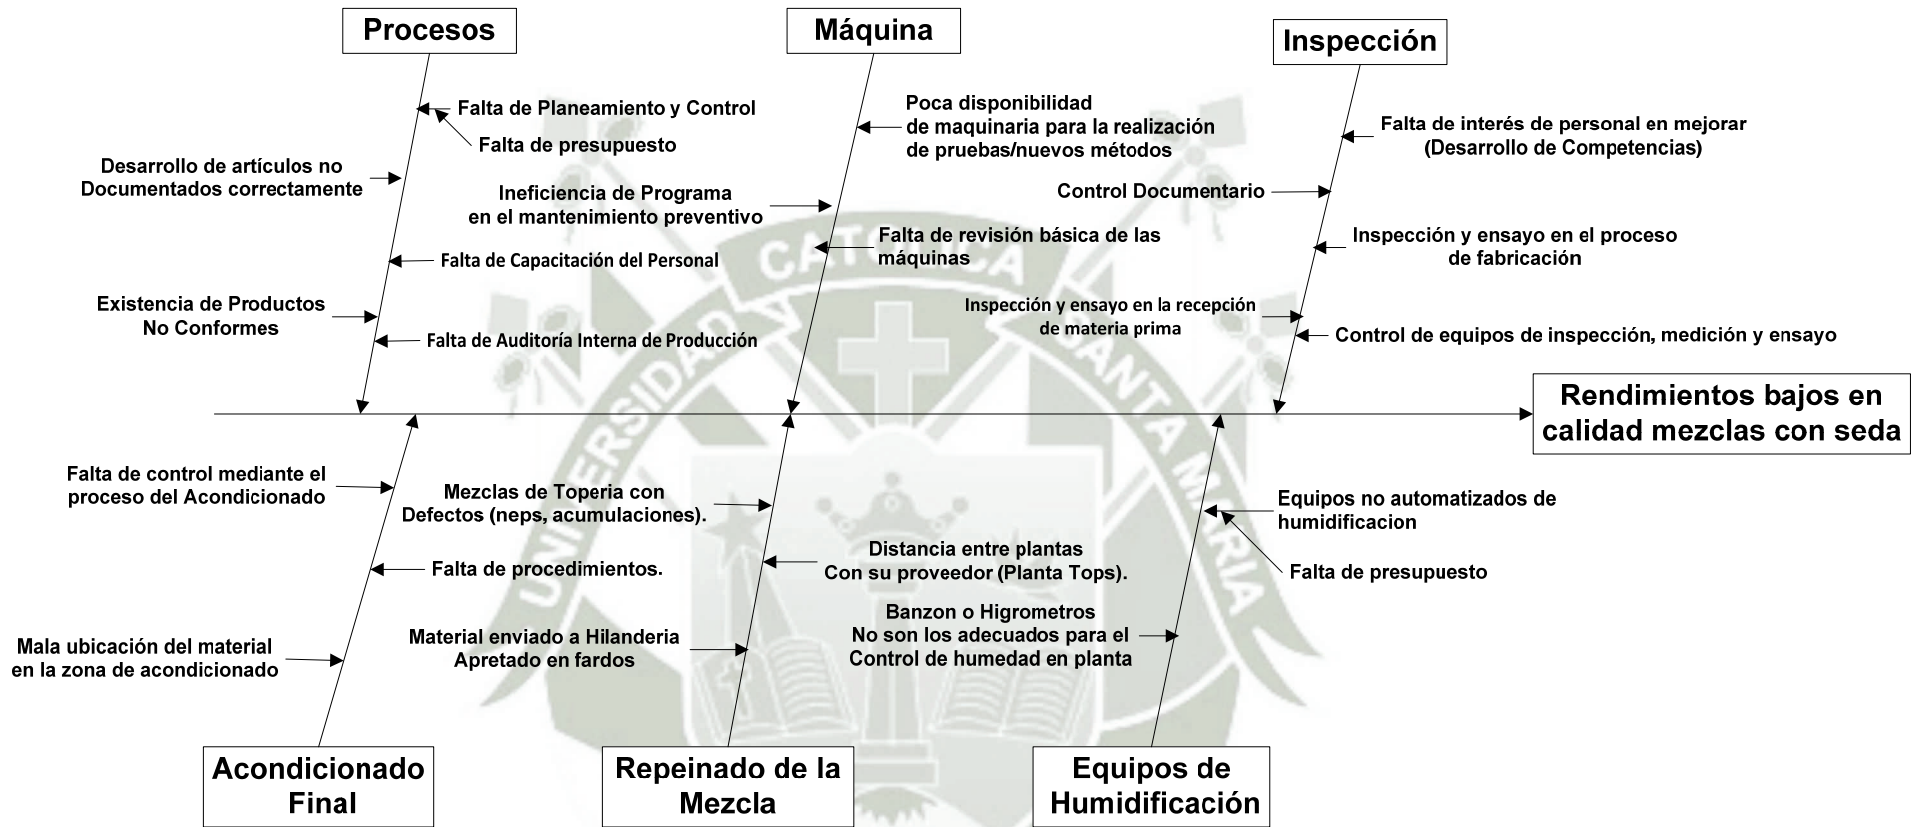 Procesos
Máquina
Inspección
Falta de Planeamiento y Control
Falta de presupuesto
Desarrollo de artículos no
Documentados correctamente
Falta de Capacitación del Personal
Existencia de Productos
No Conformes
Falta de Auditoría Interna de Producción
Poca disponibilidad
de maquinaria para la realización
de pruebas/nuevos métodos
Ineficiencia de Programa
en el mantenimiento preventivo
Falta de revisión básica de las
máquinas
Falta de interés de personal en mejorar
(Desarrollo de Competencias)
Control Documentario
Inspección y ensayo en el proceso
de fabricación
Inspección y ensayo en la recepción
de materia prima
Control de equipos de inspección, medición y ensayo
Rendimientos bajos en
calidad mezclas con seda
Falta de control mediante el
proceso del Acondicionado
Falta de procedimientos.
Mala ubicación del material
en la zona de acondicionado
Mezclas de Toperia con
Defectos (neps, acumulaciones).
Distancia entre plantas
Con su proveedor (Planta Tops).
Material enviado a Hilanderia
Apretado en fardos
Equipos no automatizados de
humidificacion
Falta de presupuesto
Banzon o Higrometros
No son los adecuados para el
Control de humedad en planta
Acondicionado
Final
Repeinado de la
Mezcla
Equipos de
Humidificación
UNIVERSIDAD CATOLICA SANTA MARIA